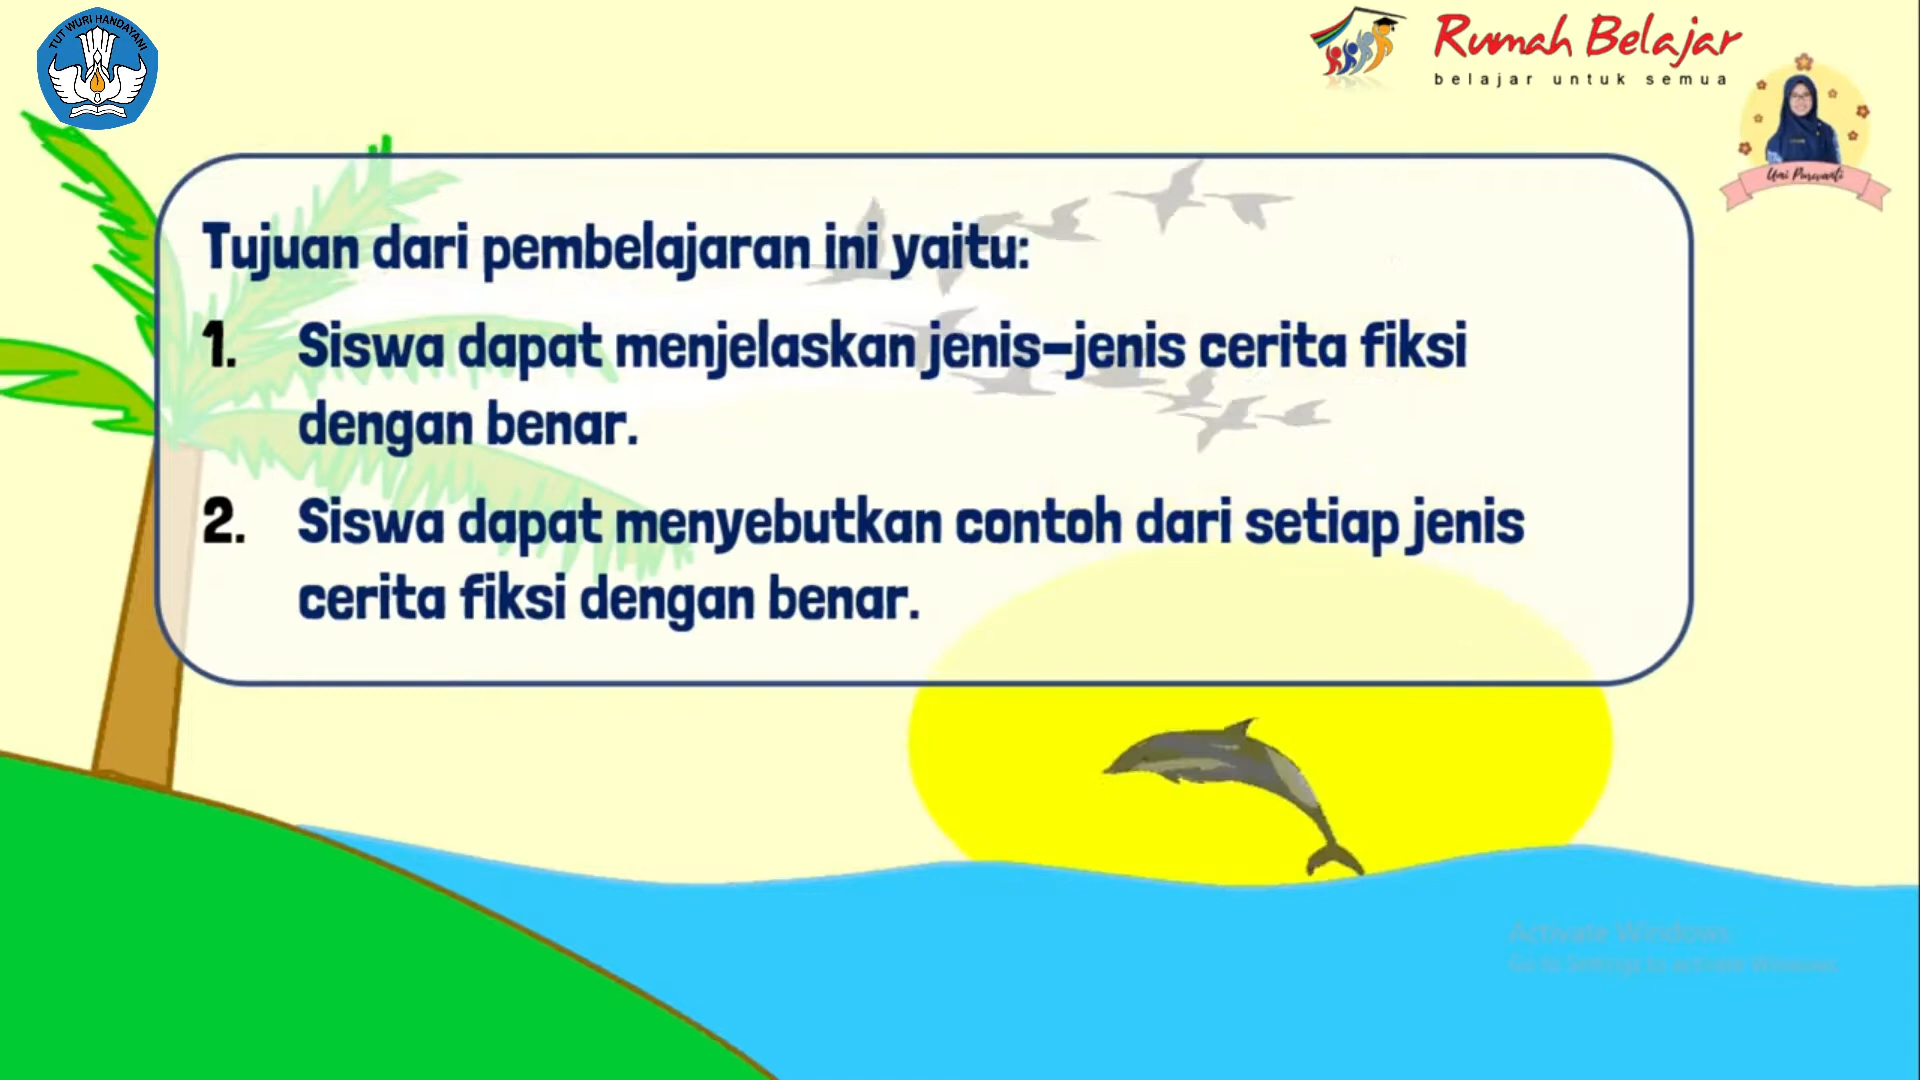 TUT WURI HANDAYANI
Rumah Belajar
belajar untuk semua
Umi Purwanti
Tujuan dari pembelajaran ini yaitu:
1. Siswa dapat menjelaskan jenis-jenis cerita fiksi
dengan benar.
2. Siswa dapat menyebutkan contoh dari setiap jenis
cerita fiksi dengan benar.
Activate Windows
Go to Settings to activate Windows.